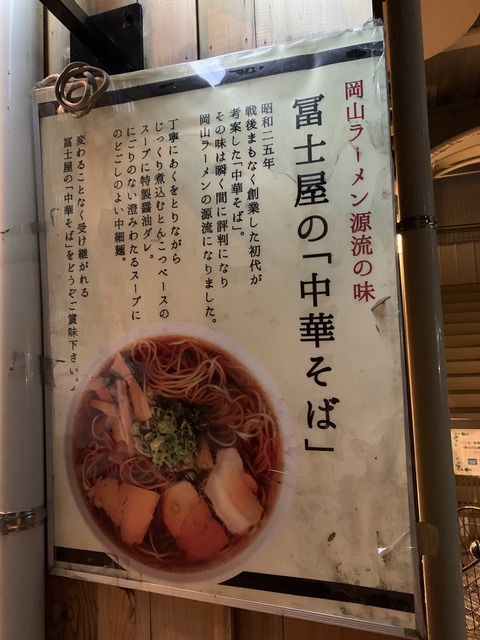 岡山ラーメン源流の味
冨士屋の「中華そば」
昭和二五年
戦後まもなく創業した初代が
考案した「中華そば」。
その味は瞬く間に評判になり
岡山ラーメンの源流になりました。
丁寧にあくをとりながら
じっくり煮込むとんこつベースの
スープに特製醤油ダレ。
にごりのない澄みわたるスープに
のどごしのよい中細麺。
変わることなく受け継がれる
冨士屋の「中華そば」をどうぞご賞味下さい。